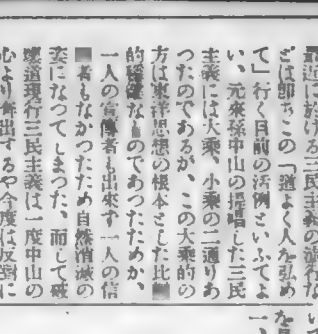 最近に於ける三民主義の流行な
どは即ちこの「道よく人を弘め
て」行く目前の活例といふてよ
い、元來孫中山の提唱した三民
主義には大乘、小乘の二通りあ
つたのであるが、この大乘的の
方は東洋思想の根本とした比
的なのであつたためか、
一人の宣傳者も出來ず一人の信
者もなかつたため自然消滅の
姿になつてしまつた、而して破
壞道現行三民主義は一度中山の
心より出するや今度は反對に